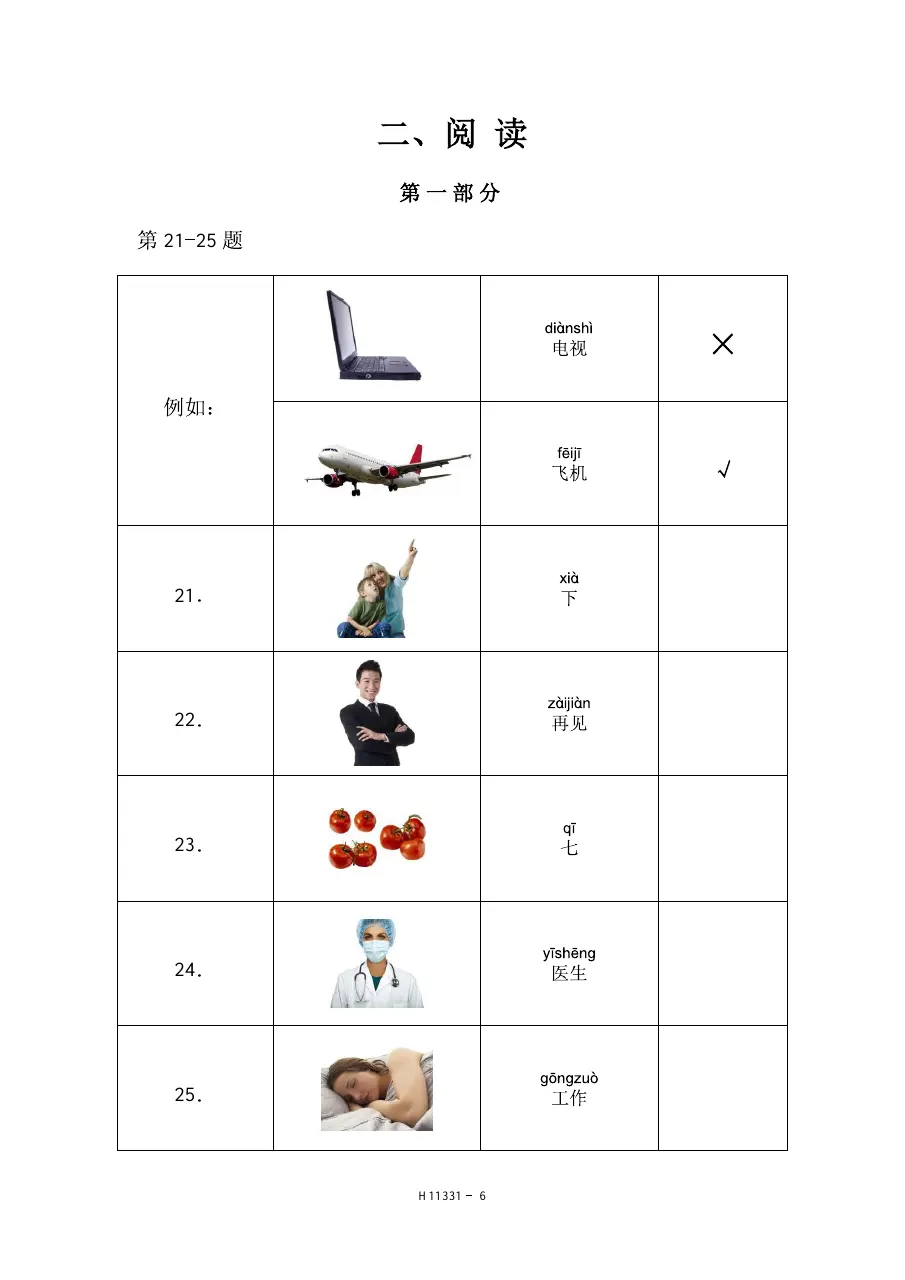 二、阅 读
第一部分
第 21-25 题
例如：
diànshì
电视
×
fēijī
飞机
√
21.
xià
下
22.
zàijiàn
再见
23.
qī
七
24.
yīshēng
医生
25.
gōngzuò
工作
H11331 - 6